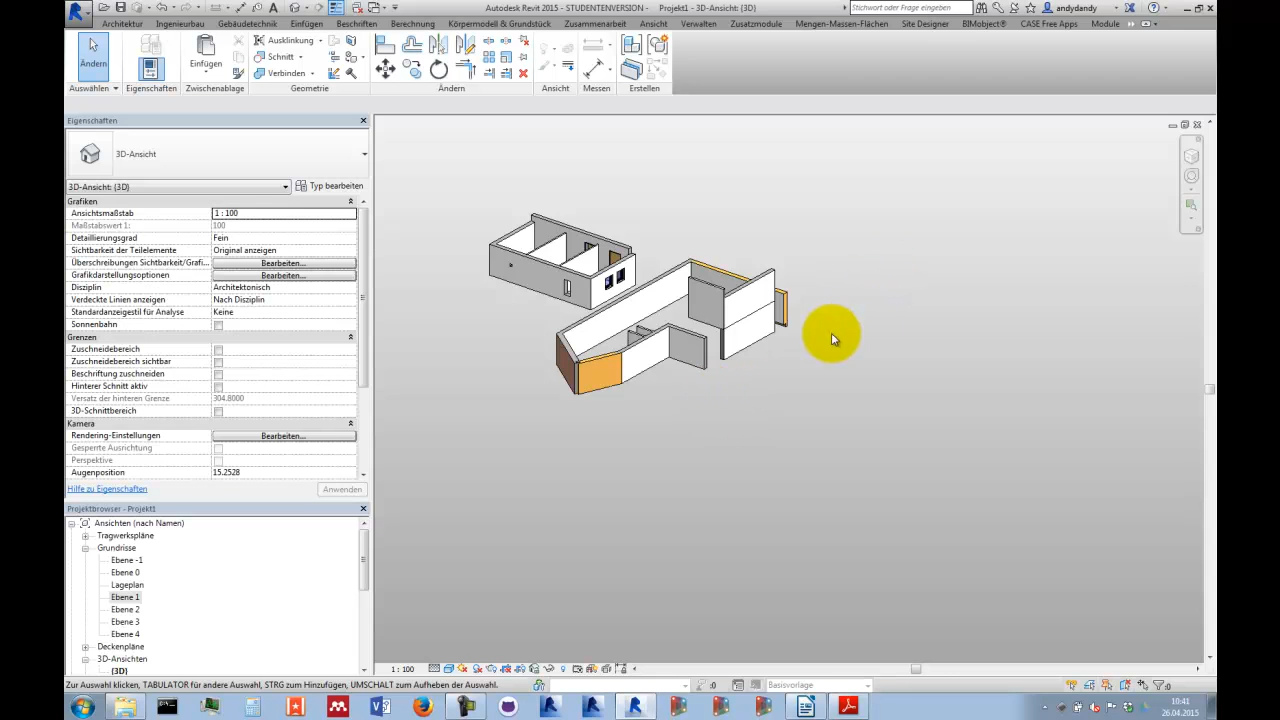 Autodesk Revit 2015 - STUDENTENVERSION - Projekt1 - 3D-Ansicht: {3D}
Stichwort oder Frage eingeben
andydandy
Architektur Ingenieurbau Gebäudetechnik Einfügen Beschriften Berechnung Körpermodell & Grundstück Zusammenarbeit Ansicht Verwalten Zusatzmodule Mengen-Massen-Flächen Site Designer BIMobject® CASE Free Apps Module
Ändern
Einfügen
Ausklinkung
Schnitt
Verbinden
Auswählen Eigenschaften Zwischenablage Geometrie Ändern Ansicht Messen Erstellen
Eigenschaften
3D-Ansicht
3D-Ansicht: {3D} Typ bearbeiten
Grafiken
Ansichtsmaßstab 1 : 100
Maßstabswert 1: 100
Detaillierungsgrad Fein
Sichtbarkeit der Teilelemente Original anzeigen
Überschreibungen Sichtbarkeit/Grafi... Bearbeiten...
Grafikdarstellungsoptionen Bearbeiten...
Disziplin Architektonisch
Verdeckte Linien anzeigen Nach Disziplin
Standardanzeigestil für Analyse Keine
Sonnenbahn
Grenzen
Zuschneidebereich
Zuschneidebereich sichtbar
Beschriftung zuschneiden
Hinterer Schnitt aktiv
Versatz der hinteren Grenze 304.8000
3D-Schnittbereich
Kamera
Rendering-Einstellungen Bearbeiten...
Gesperrte Ausrichtung
Perspektive
Augenposition 15.2528
Hilfe zu Eigenschaften Anwenden
Projektbrowser - Projekt1
Ansichten (nach Namen)
Tragwerkspläne
Grundrisse
Ebene -1
Ebene 0
Lageplan
Ebene 1
Ebene 2
Ebene 3
Ebene 4
Deckenpläne
3D-Ansichten
{3D}
1 : 100
Zur Auswahl klicken, TABULATOR für andere Auswahl, STRG zum Hinzufügen, UMSCHALT zum Aufheben der Auswahl.
:0
Basisvorlage
:0
10:41
26.04.2015